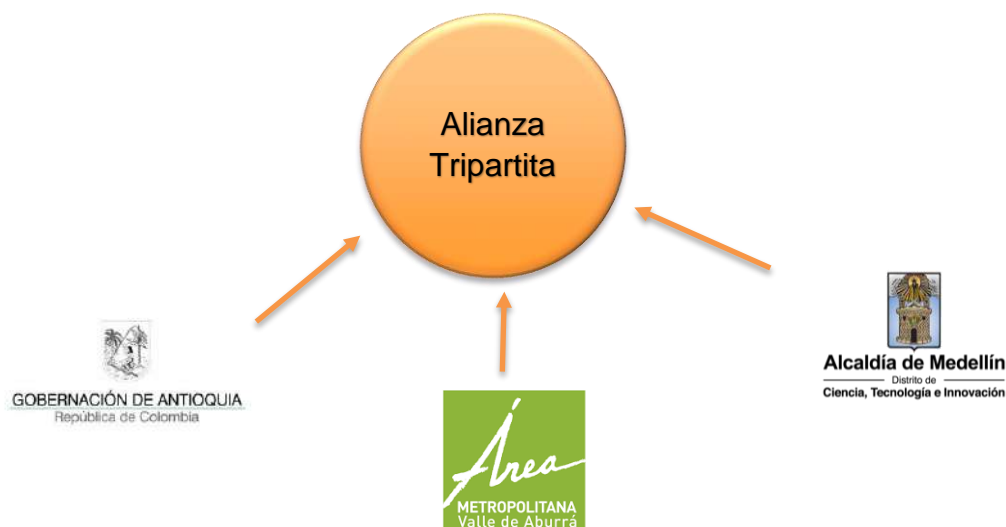 Alianza
Tripartita
GOBERNACIÓN DE ANTIOQUIA
República de Colombia
Área
METROPOLITANA
Valle de Aburrá
Alcaldía de Medellín
Distrito de
Ciencia, Tecnología e Innovación